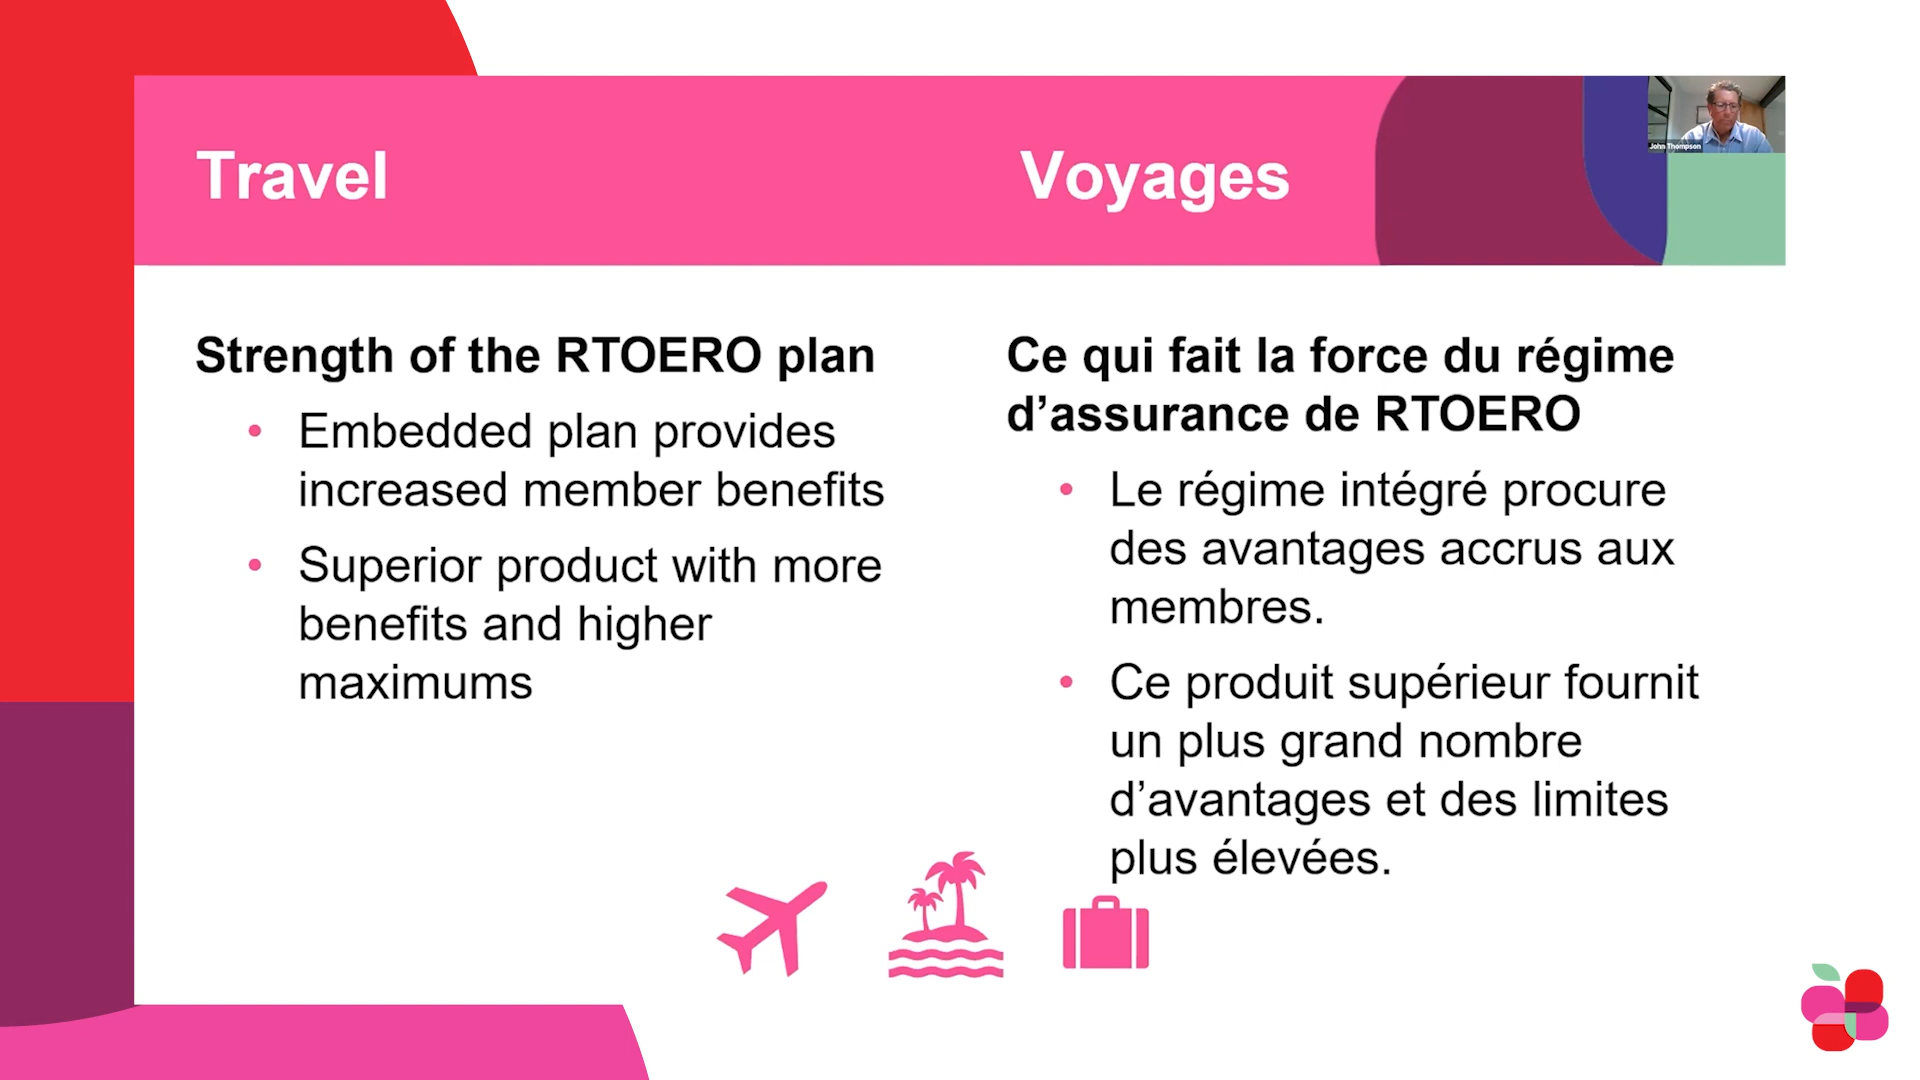 Travel
Voyages
John Thompson
Strength of the RTOERO plan
• Embedded plan provides
increased member benefits
• Superior product with more
benefits and higher
maximums
Ce qui fait la force du régime
d’assurance de RTOERO
• Le régime intégré procure
des avantages accrus aux
membres.
• Ce produit supérieur fournit
un plus grand nombre
d’avantages et des limites
plus élevées.